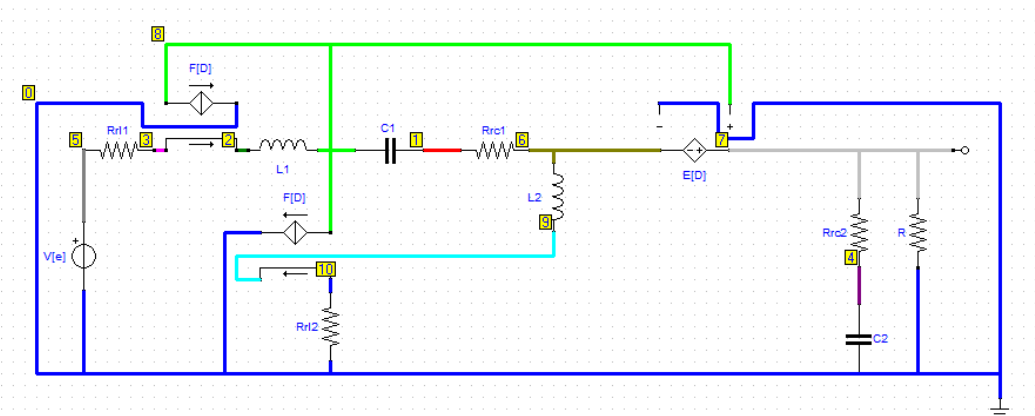 8
F[D]
0
5
Rrl1
3
2
L1
C1
1
Rrc1
6
7
E[D]
− +
F[D]
L2
9
V[e]
+
10
Rrl2
Rrc2
R
4
C2
− +